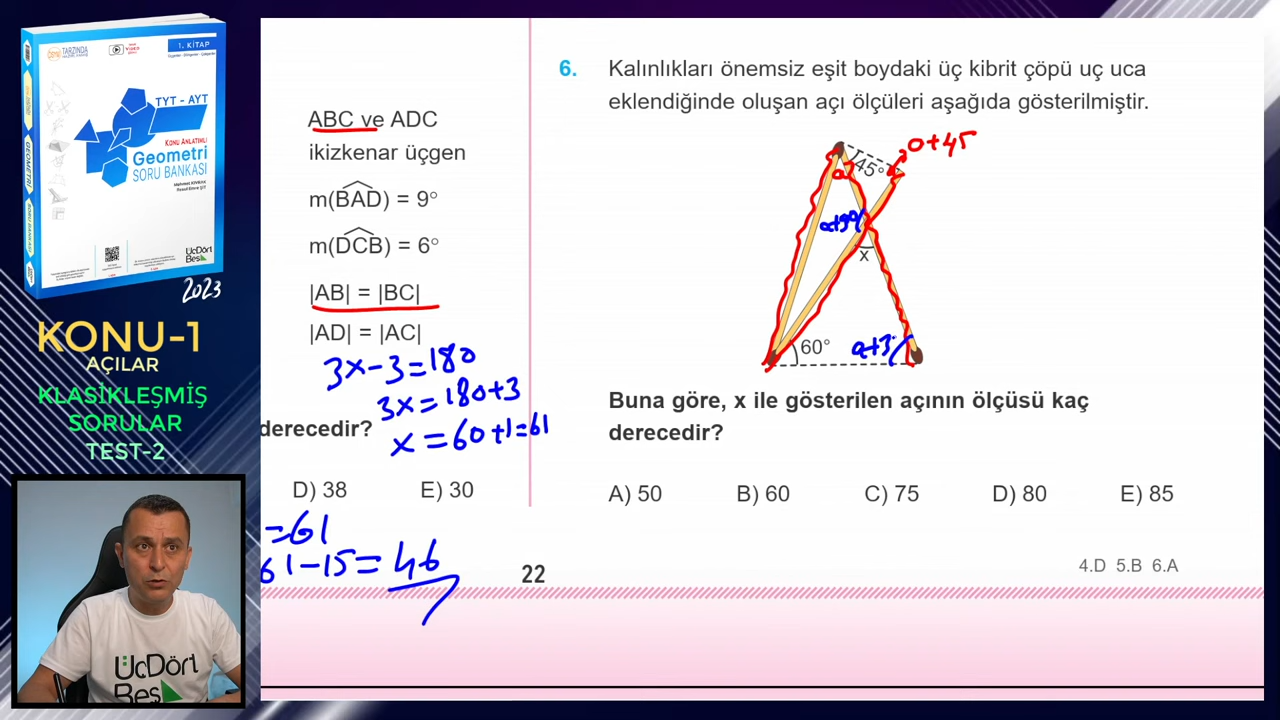 TARZINDA
1. KİTAP
TYT - AYT
KONU ANLATIMLI
Geometri
SORU BANKASI
GEOMETRİ
SORU BANKASI
ÜçDört
Beş
2023
KONU-1
AÇILAR
KLASİKLEŞMİŞ
SORULAR
TEST-2
ÜçDört
Beş
ABC ve ADC
ikizkenar üçgen
m(BAD) = 9°
m(DCB) = 6°
|AB| = |BC|
|AD| = |AC|
3x-3=180
3x=180+3
x=60+1=61
derecedir?
D) 38 E) 30
=61
61-15=46
22
6. Kalınlıkları önemsiz eşit boydaki üç kibrit çöpü uç uca
eklendiğinde oluşan açı ölçüleri aşağıda gösterilmiştir.
a+45
45°
a
x
60°
Buna göre, x ile gösterilen açının ölçüsü kaç
derecedir?
A) 50 B) 60 C) 75 D) 80 E) 85
4.D 5.B 6.A